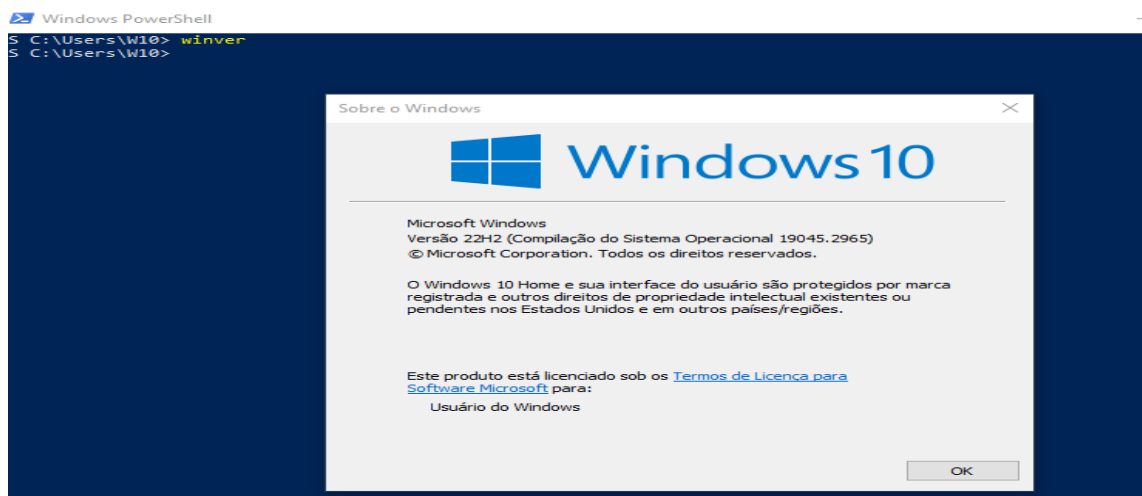 Windows PowerShell
S C:\Users\W10> winver
S C:\Users\W10>
Sobre o Windows
Windows 10
Microsoft Windows
Versão 22H2 (Compilação do Sistema Operacional 19045.2965)
© Microsoft Corporation. Todos os direitos reservados.
O Windows 10 Home e sua interface do usuário são protegidos por marca
registrada e outros direitos de propriedade intelectual existentes ou
pendentes nos Estados Unidos e em outros países/regiões.
Este produto está licenciado sob os Termos de Licença para
Software Microsoft para:
Usuário do Windows
OK